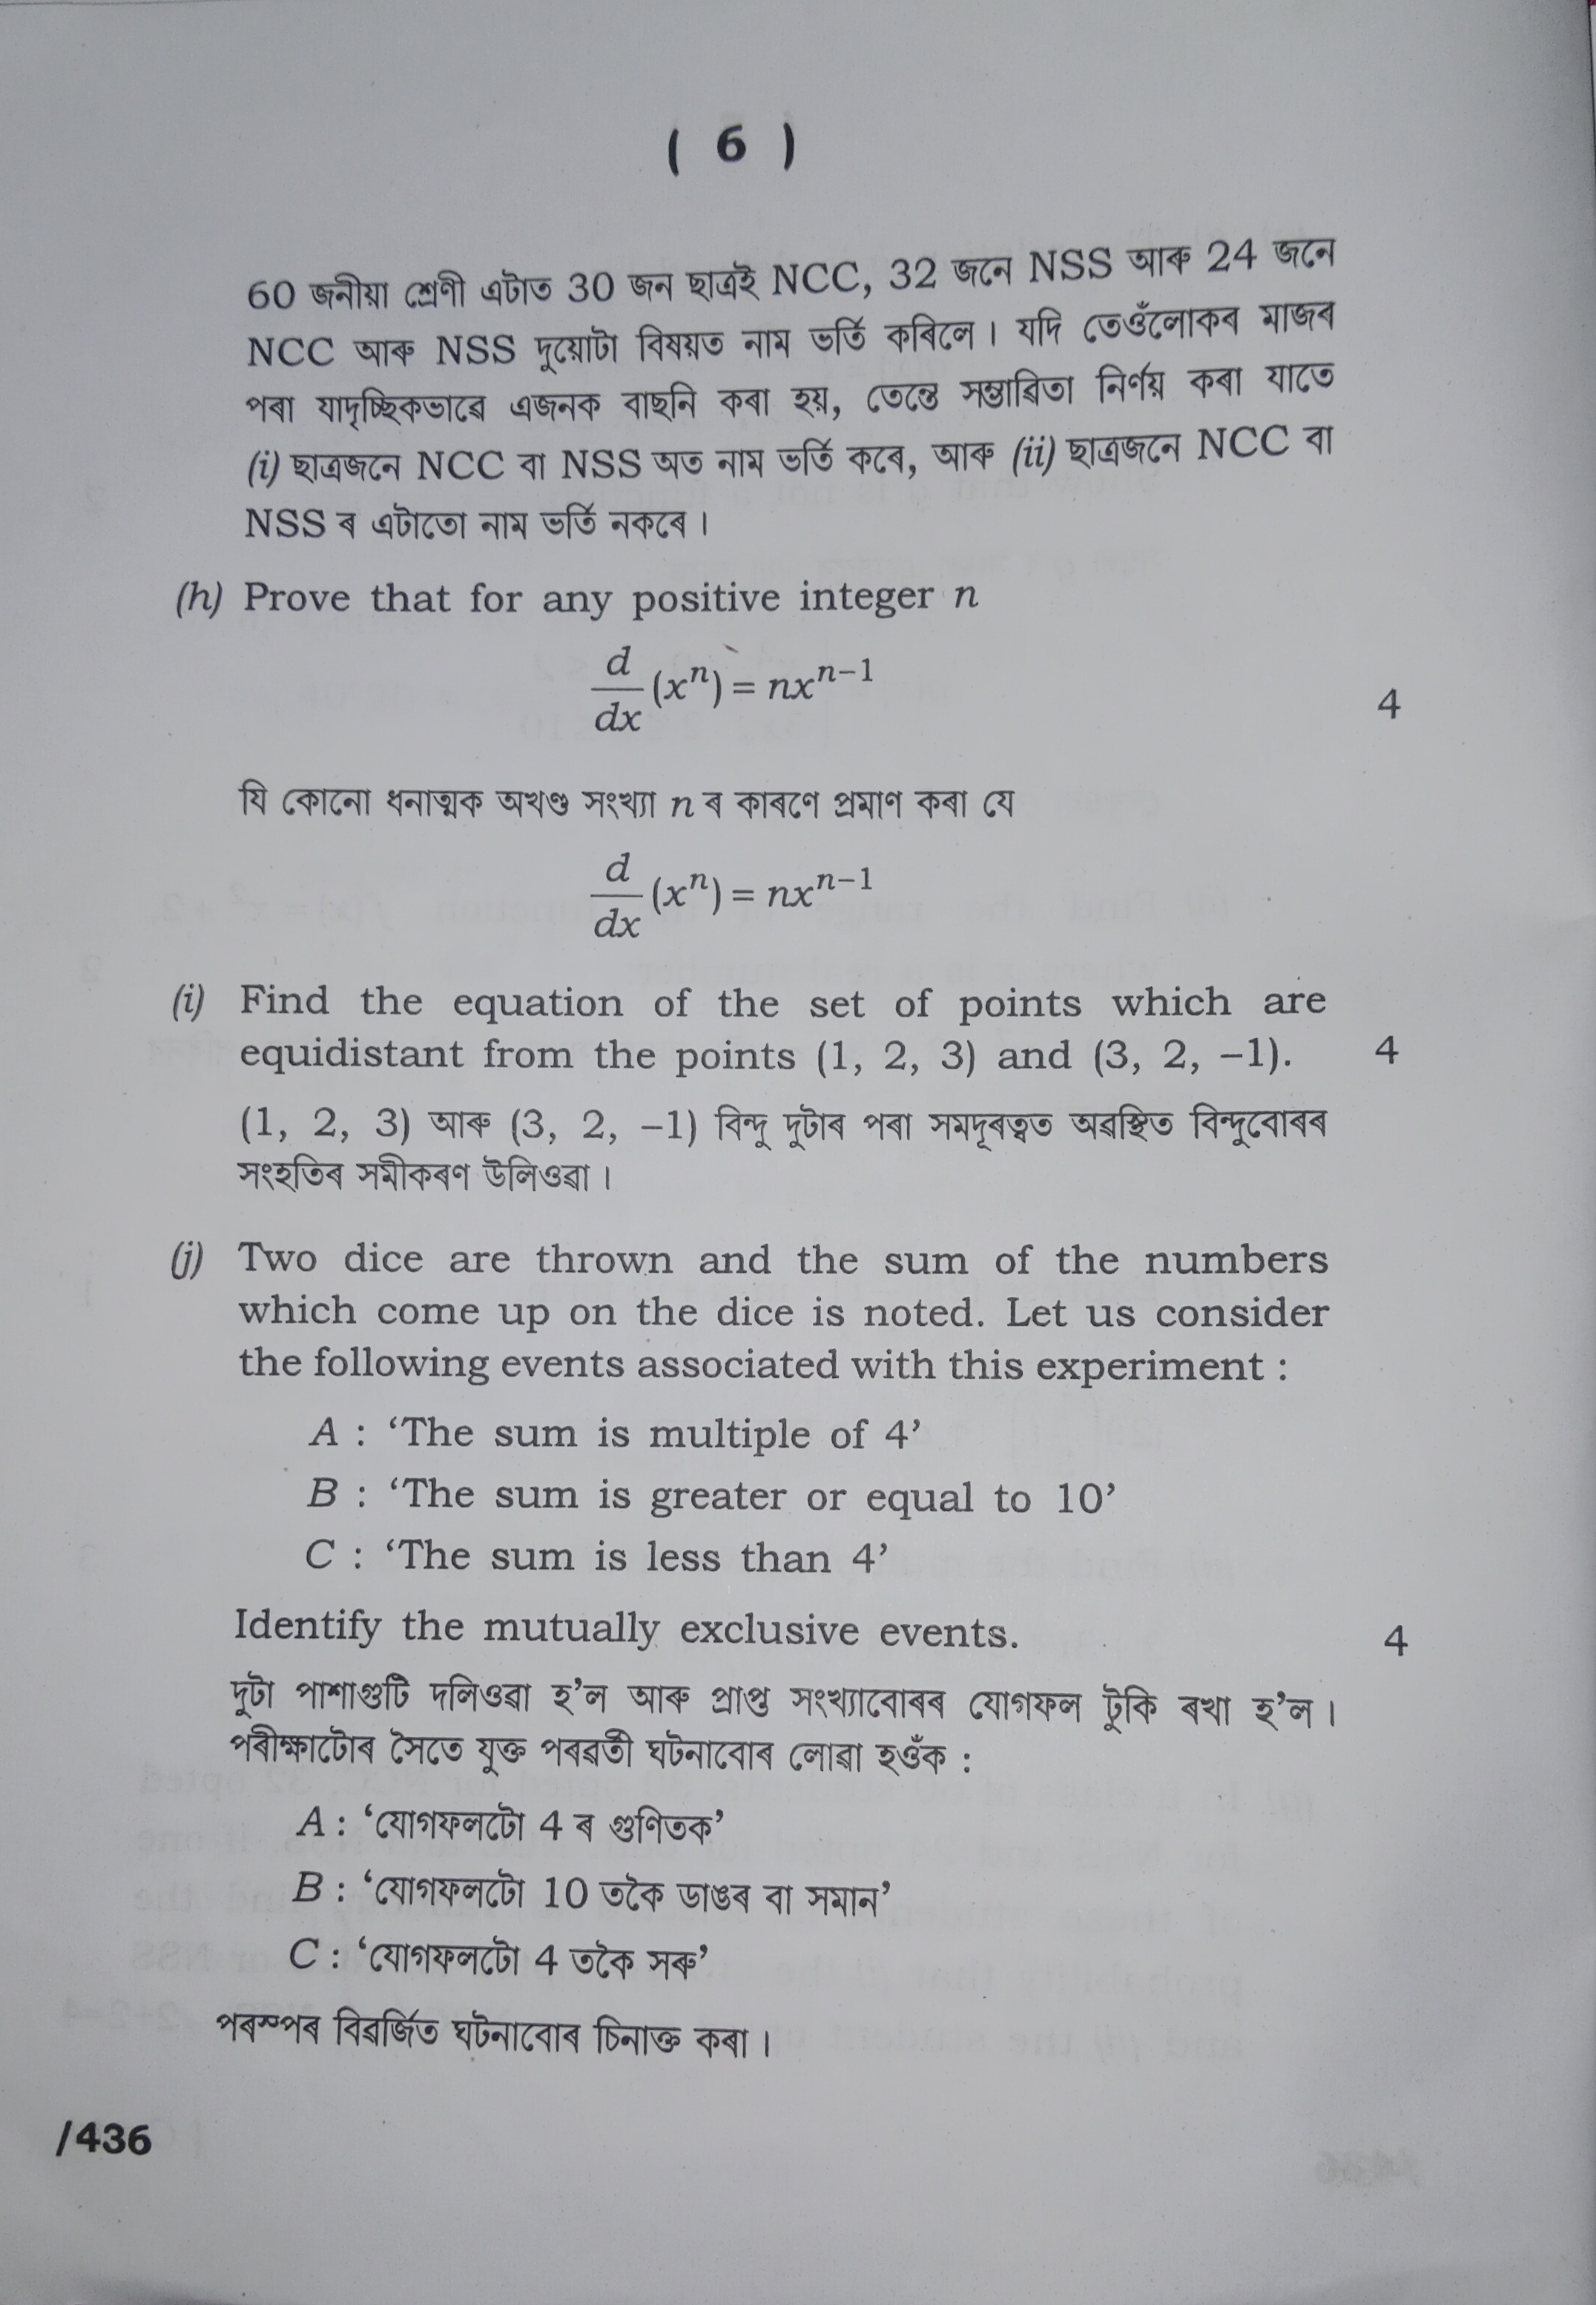 ( 6 )
60 জনীয়া শ্ৰেণী এটাত 30 জন ছাত্ৰই NCC, 32 জনে NSS আৰু 24 জনে
NCC আৰু NSS দুয়োটা বিষয়ত নাম ভৰ্তি কৰিলে। যদি তেওঁলোকৰ মাজৰ
পৰা যাদৃচ্ছিকভাৱে এজনক বাছনি কৰা হয়, তেন্তে সম্ভাৱিতা নিৰ্ণয় কৰা যাতে
(i) ছাত্ৰজনে NCC বা NSS অত নাম ভৰ্তি কৰে, আৰু (ii) ছাত্ৰজনে NCC বা
NSS ৰ এটাতো নাম ভৰ্তি নকৰে।
(h) Prove that for any positive integer n
d/dx (xⁿ) = nxⁿ⁻¹
4
যি কোনো ধনাত্মক অখণ্ড সংখ্যা n ৰ কাৰণে প্ৰমাণ কৰা যে
d/dx (xⁿ) = nxⁿ⁻¹
(i) Find the equation of the set of points which are
equidistant from the points (1, 2, 3) and (3, 2, −1). 4
(1, 2, 3) আৰু (3, 2, −1) বিন্দু দুটাৰ পৰা সমদূৰত্বত অৱস্থিত বিন্দুবোৰৰ
সংহতিৰ সমীকৰণ উলিওৱা।
(j) Two dice are thrown and the sum of the numbers
which come up on the dice is noted. Let us consider
the following events associated with this experiment :
A : ‘The sum is multiple of 4’
B : ‘The sum is greater or equal to 10’
C : ‘The sum is less than 4’
Identify the mutually exclusive events. 4
দুটা পাশাগুটি দলিওৱা হ’ল আৰু প্ৰাপ্ত সংখ্যাবোৰৰ যোগফল টুকি ৰখা হ’ল।
পৰীক্ষাটোৰ সৈতে যুক্ত পৰৱৰ্তী ঘটনাবোৰ লোৱা হওঁক :
A : ‘যোগফলটো 4 ৰ গুণিতক’
B : ‘যোগফলটো 10 তকৈ ডাঙৰ বা সমান’
C : ‘যোগফলটো 4 তকৈ সৰু’
পৰস্পৰ বিৱৰ্জিত ঘটনাবোৰ চিনাক্ত কৰা।
/436